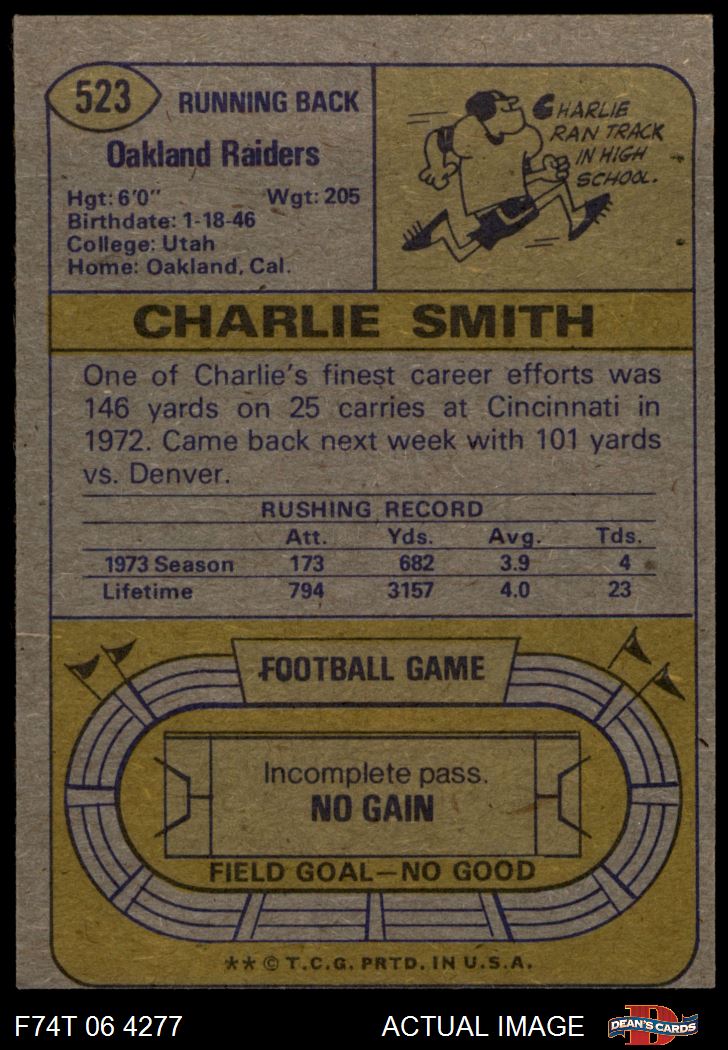 523
RUNNING BACK
Oakland Raiders
Hgt: 6'0" Wgt: 205
Birthdate: 1-18-46
College: Utah
Home: Oakland, Cal.
CHARLIE
RAN TRACK
IN HIGH
SCHOOL.
CHARLIE SMITH
One of Charlie's finest career efforts was
146 yards on 25 carries at Cincinnati in
1972. Came back next week with 101 yards
vs. Denver.
RUSHING RECORD
Att. Yds. Avg. Tds.
1973 Season 173 682 3.9 4
Lifetime 794 3157 4.0 23
FOOTBALL GAME
Incomplete pass.
NO GAIN
FIELD GOAL—NO GOOD
** © T.C.G. PRTD. IN U.S.A.
F74T 06 4277 ACTUAL IMAGE
D
DEAN'S CARDS